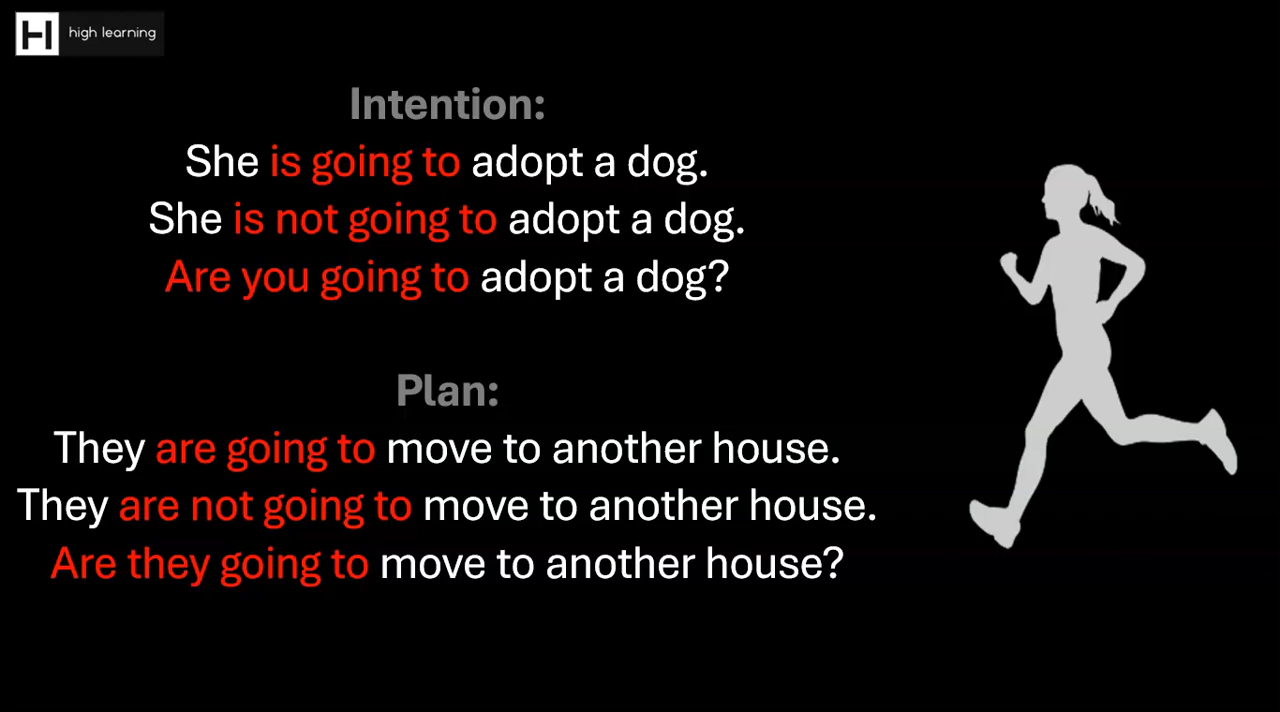 high learning
Intention:
She is going to adopt a dog.
She is not going to adopt a dog.
Are you going to adopt a dog?
Plan:
They are going to move to another house.
They are not going to move to another house.
Are they going to move to another house?